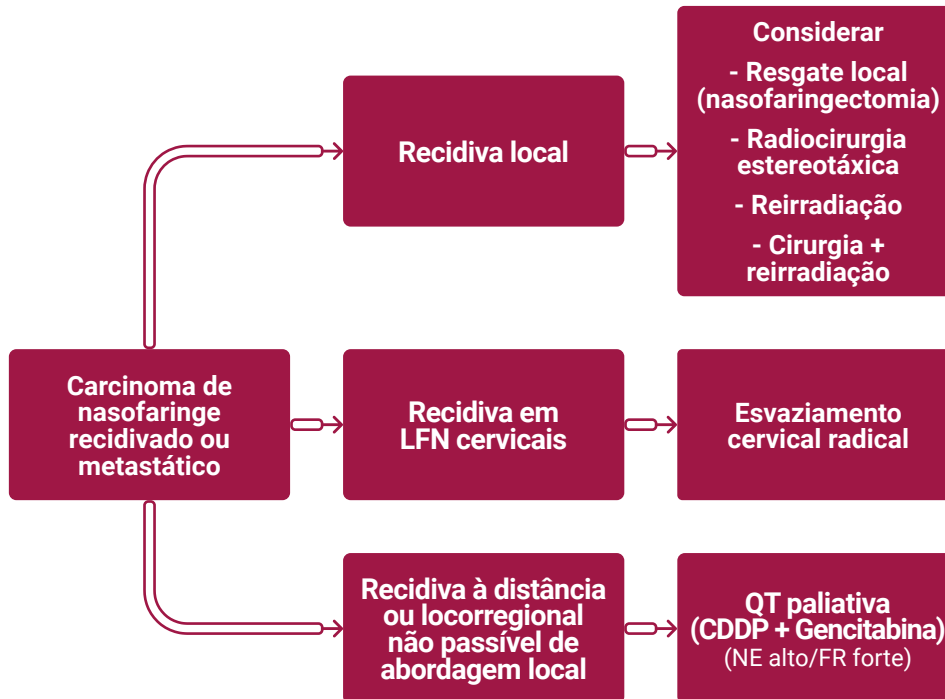 Carcinoma de
nasofaringe
recidivado ou
metastático
Recidiva local
Considerar
- Resgate local
(nasofaringectomia)
- Radiocirurgia
estereotáxica
- Reirradiação
- Cirurgia +
reirradiação
Recidiva em
LFN cervicais
Esvaziamento
cervical radical
Recidiva à distância
ou locorregional
não passível de
abordagem local
QT paliativa
(CDDP + Gencitabina)
(NE alto/FR forte)